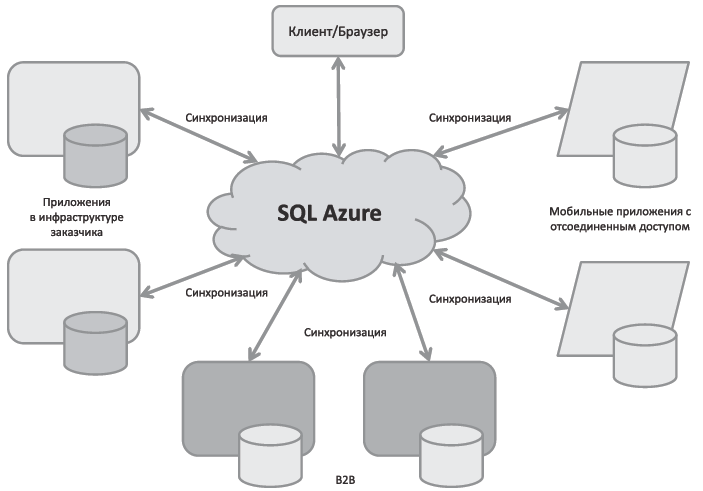 Клиент/Браузер
Синхронизация
Синхронизация
SQL Azure
Приложения
в инфраструктуре
заказчика
Мобильные приложения с
отсоединенным доступом
Синхронизация
Синхронизация
Синхронизация
B2B